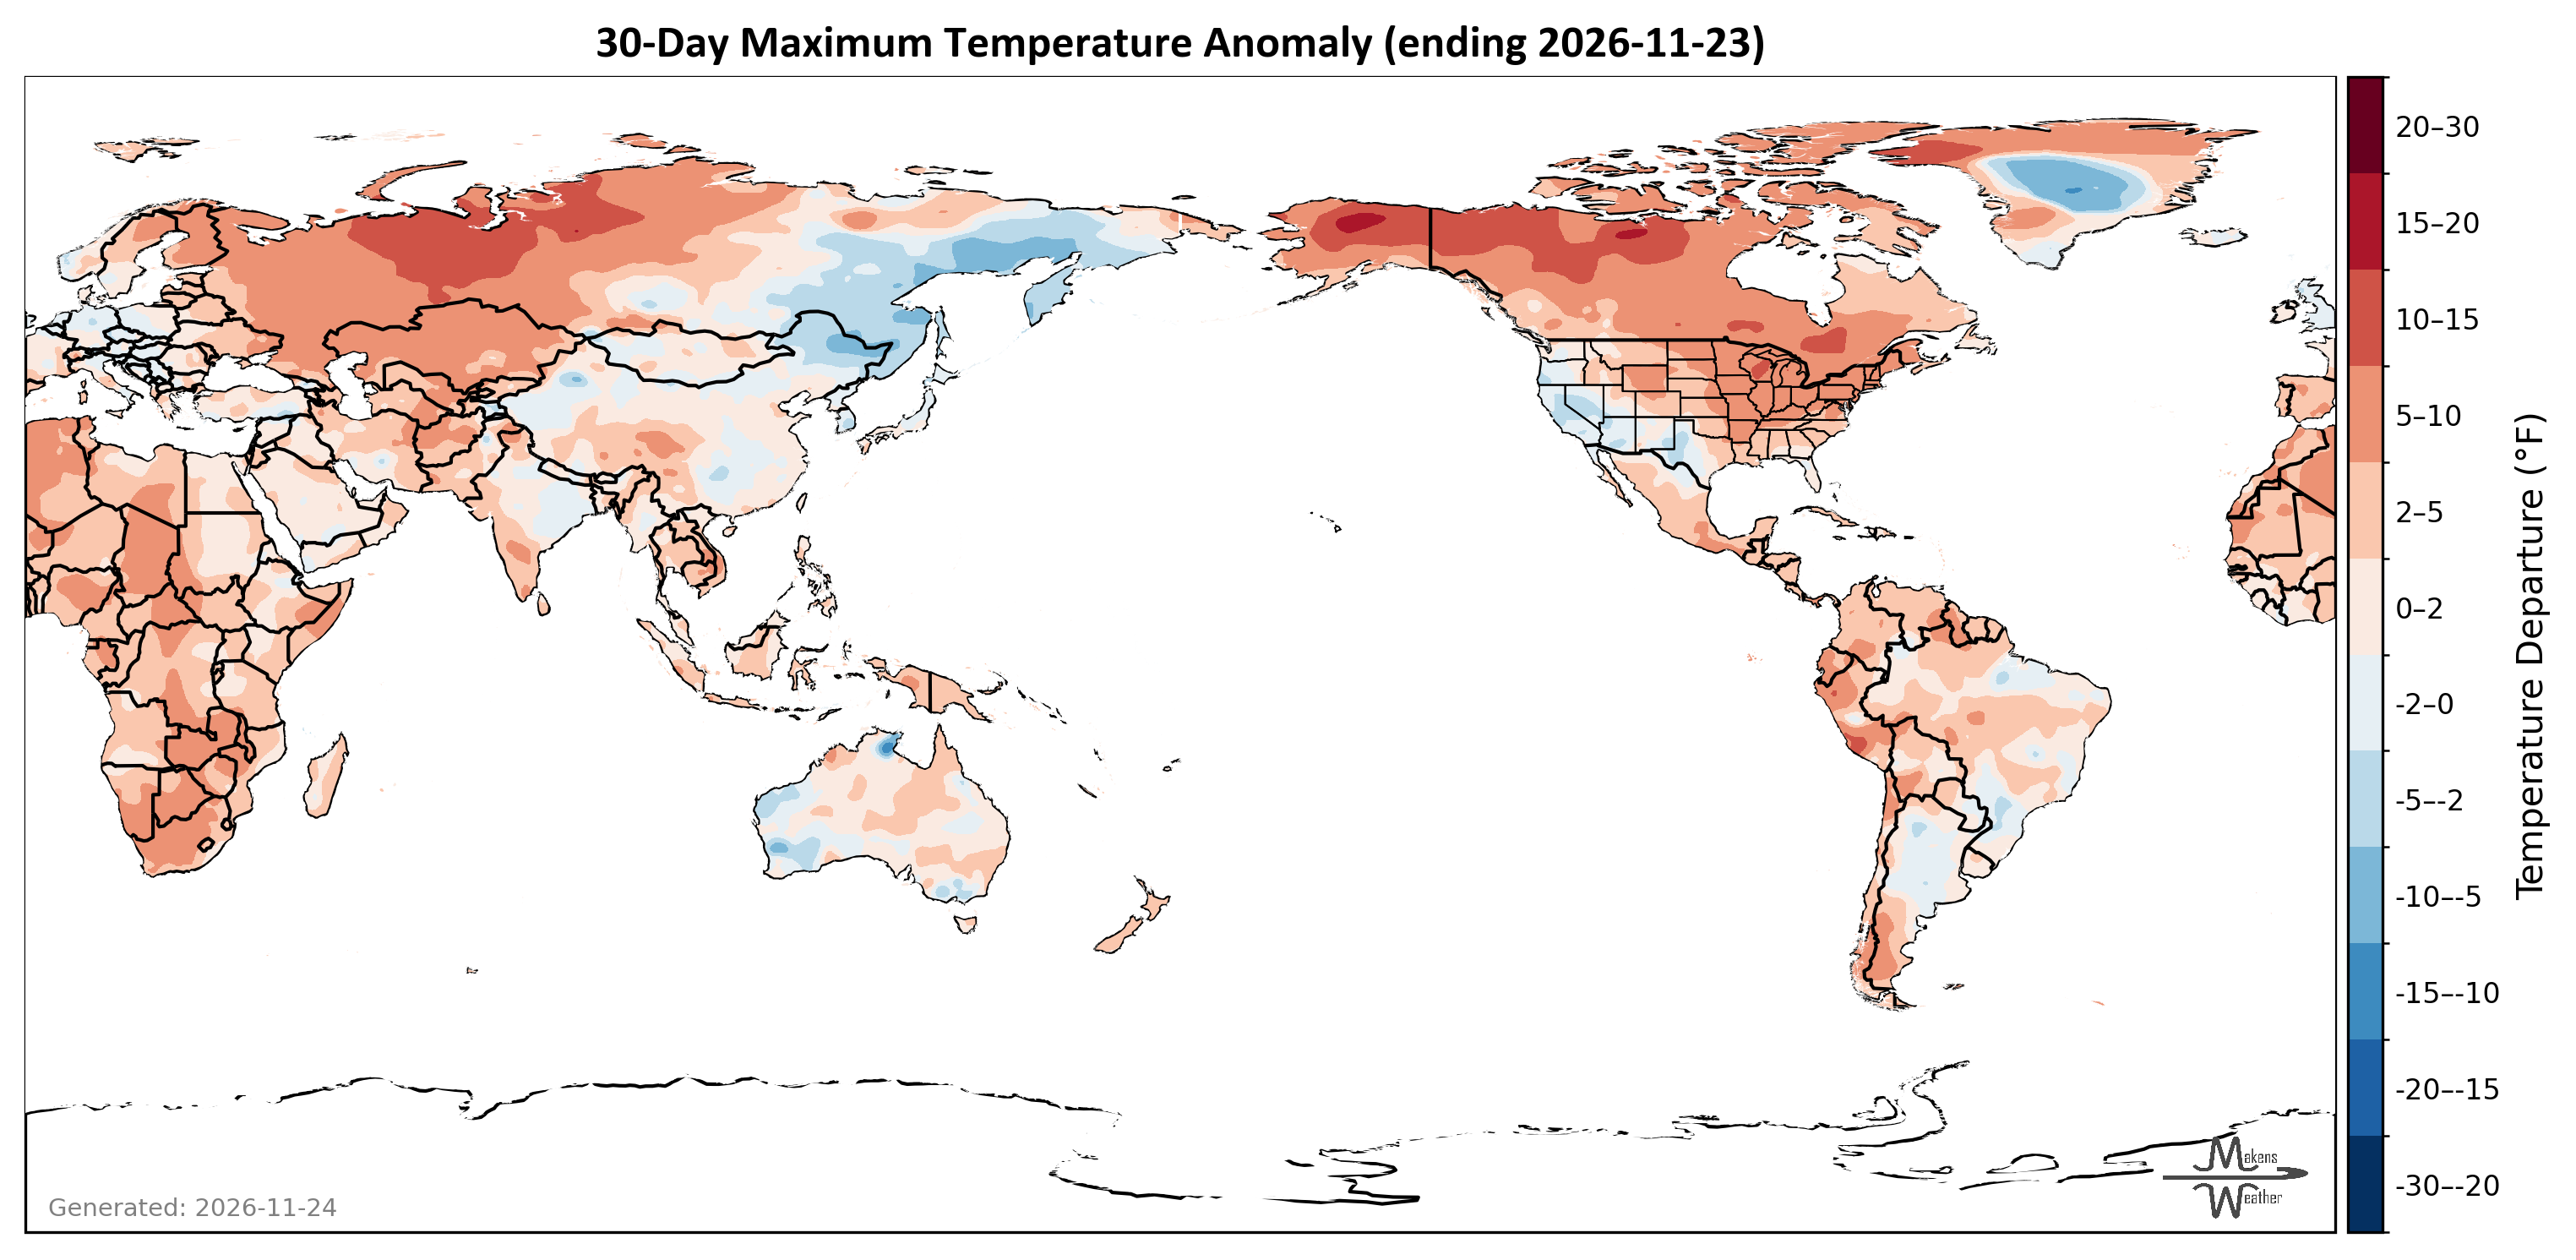 30-Day Maximum Temperature Anomaly (ending 2026-11-23)
20–30
15–20
10–15
5–10
2–5
0–2
-2–0
-5–-2
-10–-5
-15–-10
-20–-15
-30–-20
Temperature Departure (°F)
Generated: 2026-11-24
Makens
Weather